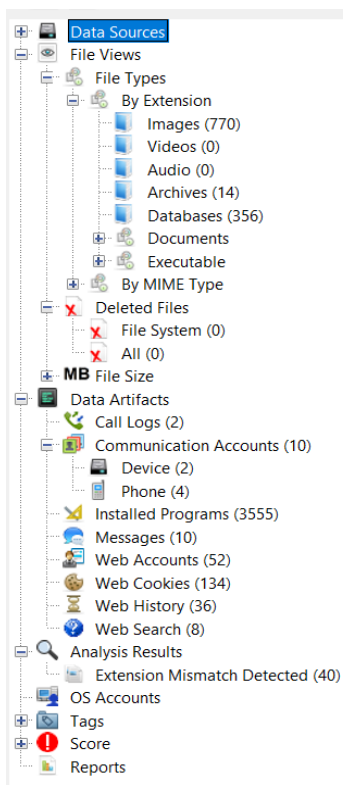 Data Sources
File Views
File Types
By Extension
Images (770)
Videos (0)
Audio (0)
Archives (14)
Databases (356)
Documents
Executable
By MIME Type
Deleted Files
File System (0)
All (0)
MB File Size
Data Artifacts
Call Logs (2)
Communication Accounts (10)
Device (2)
Phone (4)
Installed Programs (3555)
Messages (10)
Web Accounts (52)
Web Cookies (134)
Web History (36)
Web Search (8)
Analysis Results
Extension Mismatch Detected (40)
OS Accounts
Tags
Score
Reports